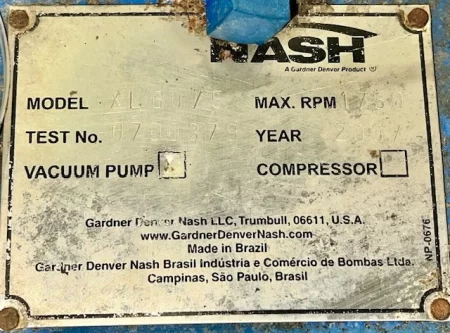 NASH
A Gardner Denver Product
MODEL MAX. RPM
TEST No. YEAR
VACUUM PUMP COMPRESSOR
Gardner Denver Nash LLC, Trumbull, 06611, U.S.A.
www.GardnerDenverNash.com
Made in Brazil
Gardner Denver Nash Brasil Indústria e Comércio de Bombas Ltda.
Campinas, São Paulo, Brasil
NP-0676